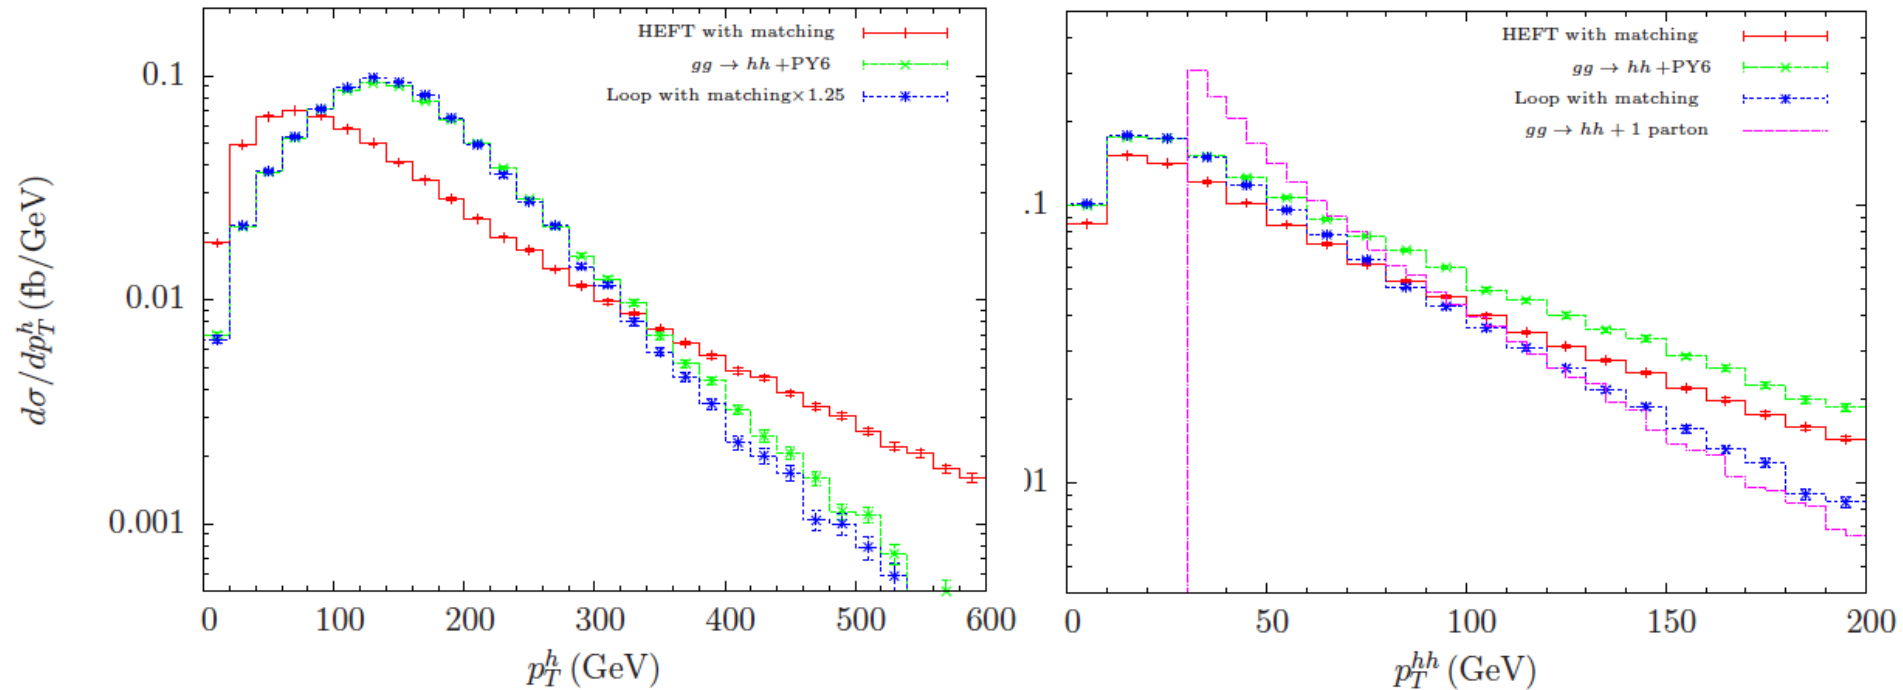 HEFT with matching
gg → hh+PY6
Loop with matching×1.25
0.1
0.01
0.001
dσ/dp_T^h (fb/GeV)
0 100 200 300 400 500 600
p_T^h (GeV)
HEFT with matching
gg → hh+PY6
Loop with matching
gg → hh + 1 parton
.1
)1
0 50 100 150 200
p_T^{hh} (GeV)